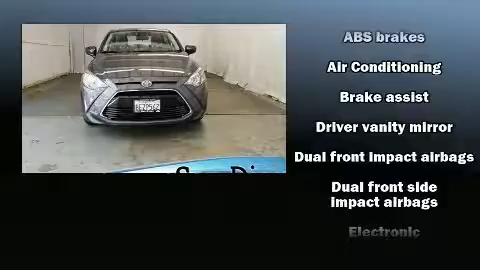 ABS brakes
Air Conditioning
Brake assist
Driver vanity mirror
Dual front impact airbags
Dual front side
impact airbags
Electronic